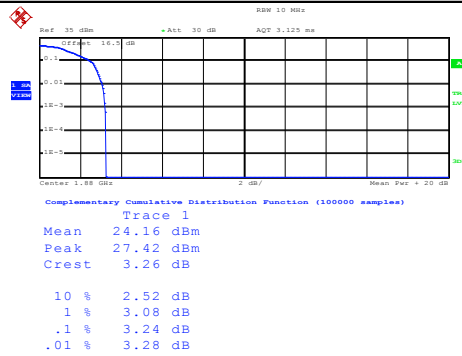 RBW 10 MHz
Ref 35 dBm Att 30 dB AQT 3.125 ms
Offset 16.5 dB
0.1
A
0.01
1 SA
VIEW
TR
LV
1E-3
1E-4
1E-5
3D
Center 1.88 GHz 2 dB/ Mean Pwr + 20 dB
Complementary Cumulative Distribution Function (100000 samples)
Trace 1
Mean 24.16 dBm
Peak 27.42 dBm
Crest 3.26 dB
10 % 2.52 dB
1 % 3.08 dB
.1 % 3.24 dB
.01 % 3.28 dB